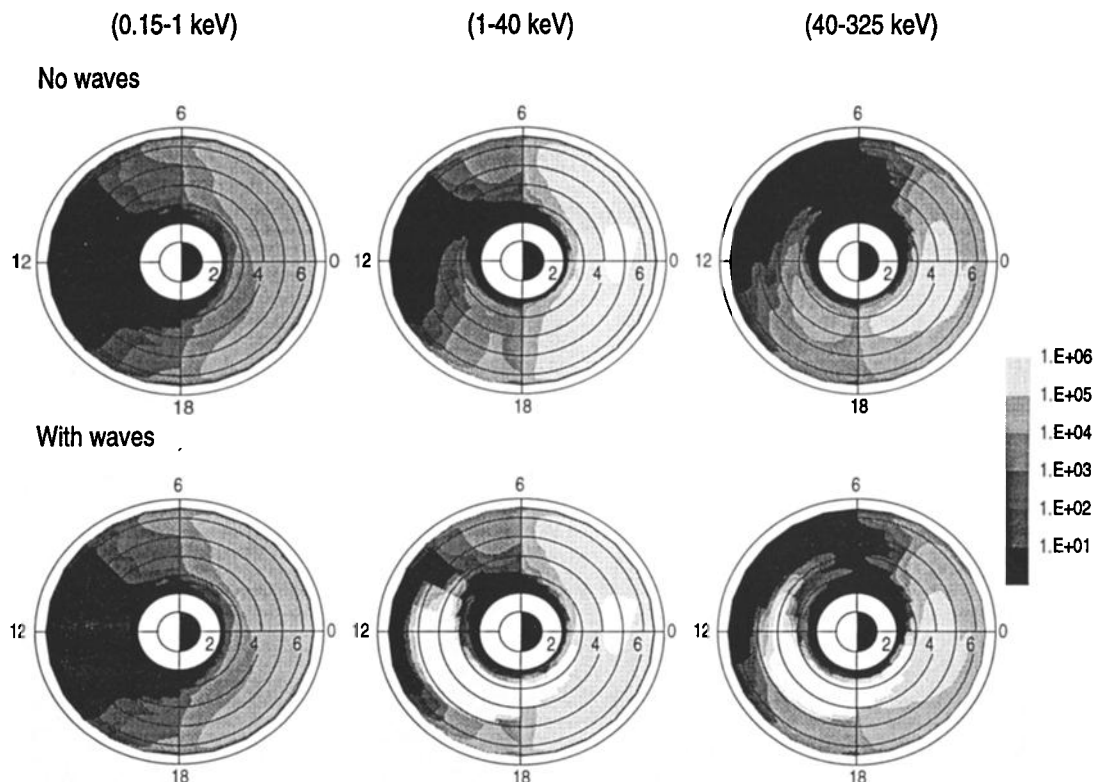 (0.15-1 keV) (1-40 keV) (40-325 keV)
No waves
6 6 6
12 2 4 6 0 12 2 4 6 0 12 2 4 6 0
18 18 18
1.E+06
1.E+05
1.E+04
1.E+03
1.E+02
1.E+01
With waves
6 6 6
12 2 4 6 0 12 2 4 6 0 12 2 4 6 0
18 18 18